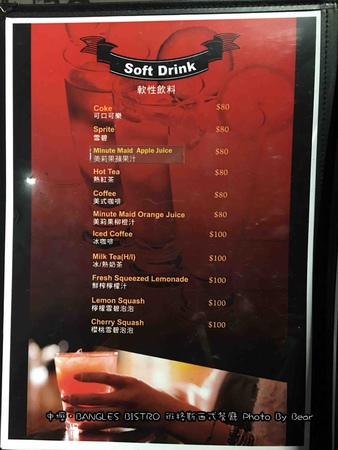 Soft Drink
軟性飲料
Coke $80
可口可樂
Sprite $80
雪碧
Minute Maid Apple Juice $80
美莉果蘋果汁
Hot Tea $80
熱紅茶
Coffee $80
美式咖啡
Minute Maid Orange Juice $80
美莉果柳橙汁
Iced Coffee $100
冰咖啡
Milk Tea(H/I) $100
冰/熱奶茶
Fresh Squeezed Lemonade $100
鮮榨檸檬汁
Lemon Squash $100
檸檬雪碧泡泡
Cherry Squash $100
櫻桃雪碧泡泡
中壢。BANGLES BISTRO 班格斯西式餐廳 Photo By Bear